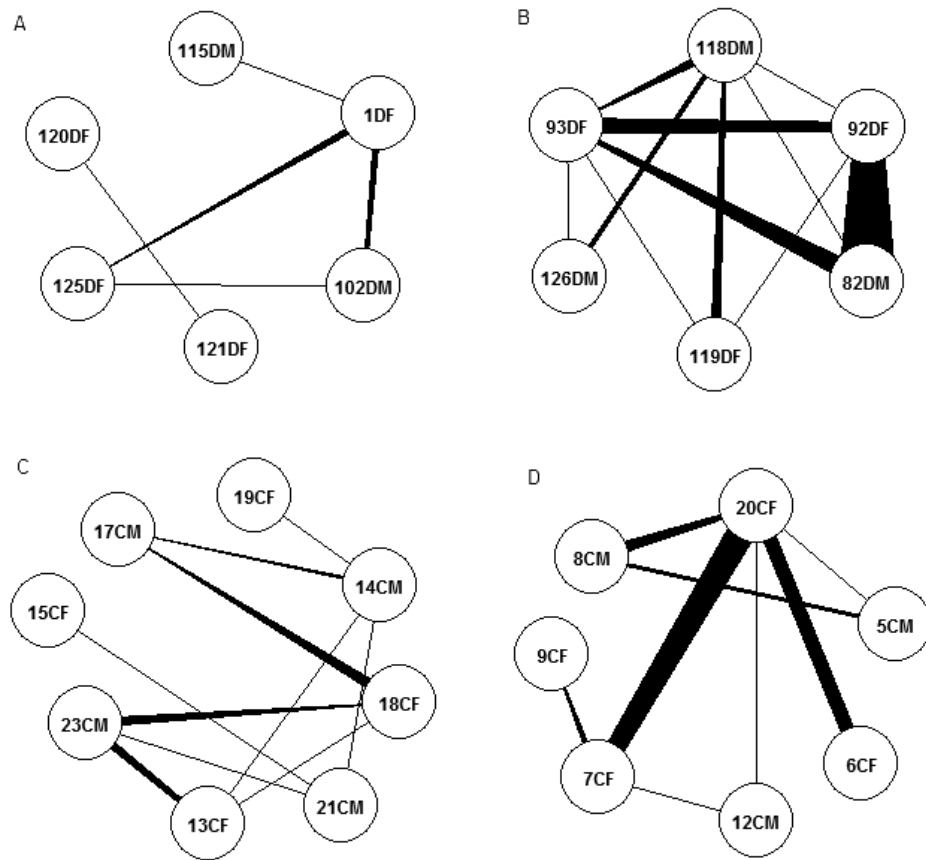 A
115DM
1DF
120DF
125DF
102DM
121DF
B
118DM
93DF
92DF
126DM
82DM
119DF
C
19CF
17CM
14CM
15CF
18CF
23CM
21CM
13CF
D
20CF
8CM
5CM
9CF
7CF
6CF
12CM